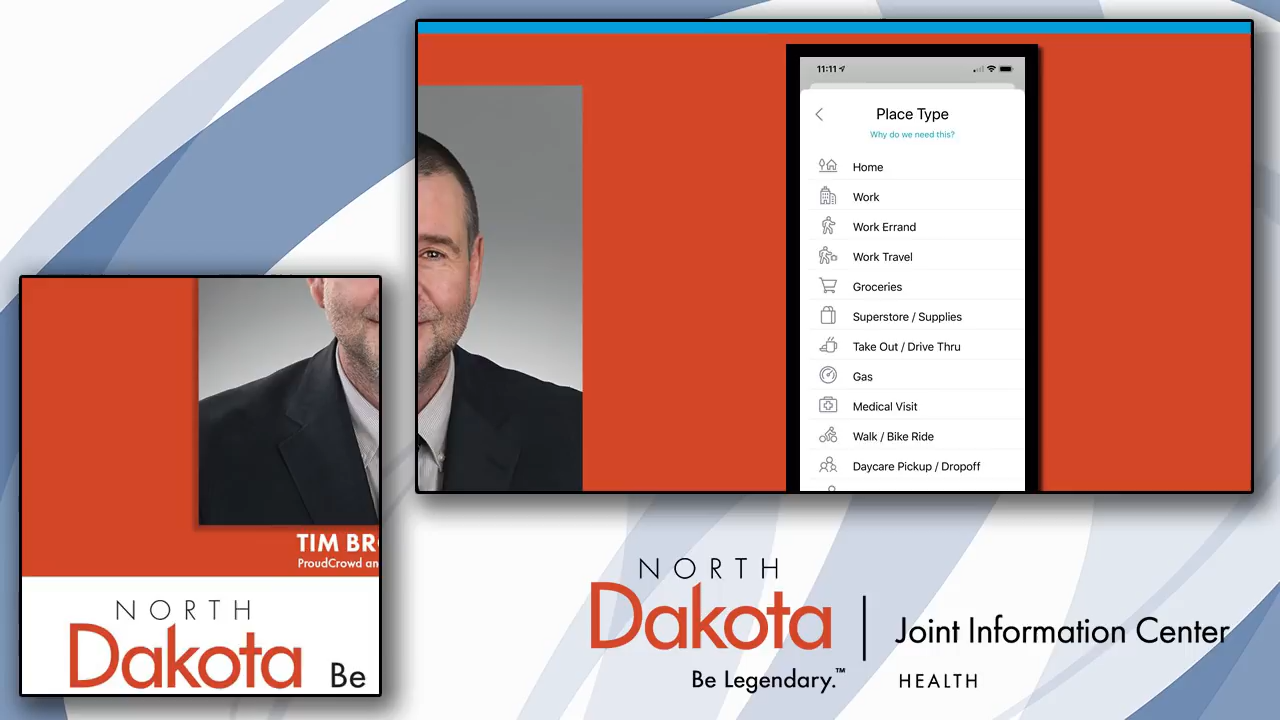 11:11
Place Type
Why do we need this?
Home
Work
Work Errand
Work Travel
Groceries
Superstore / Supplies
Take Out / Drive Thru
Gas
Medical Visit
Walk / Bike Ride
Daycare Pickup / Dropoff
TIM BRO
ProudCrowd an
NORTH
Dakota
Be
NORTH
Dakota
Be Legendary.™
Joint Information Center
HEALTH